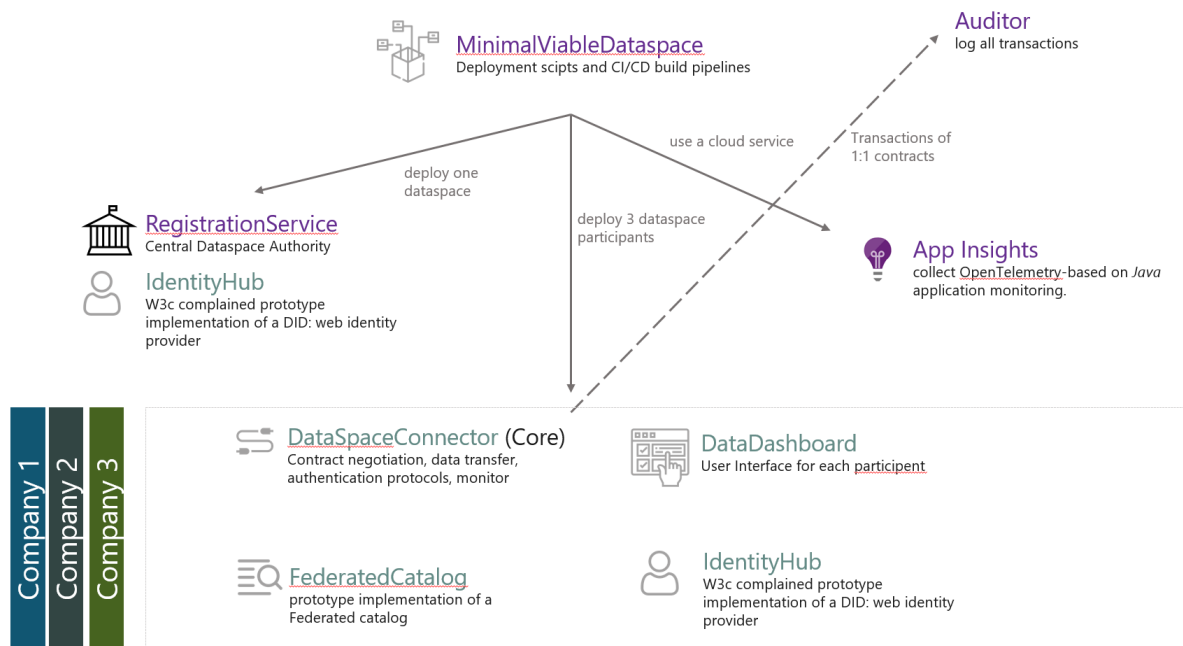 MinimalViableDataspace
Deployment scipts and CI/CD build pipelines
Auditor
log all transactions
use a cloud service
Transactions of
1:1 contracts
deploy one
dataspace
deploy 3 dataspace
participants
RegistrationService
Central Dataspace Authority
IdentityHub
W3c complained prototype
implementation of a DID: web identity
provider
App Insights
collect OpenTelemetry-based on Java
application monitoring.
Company 1
Company 2
Company 3
DataSpaceConnector (Core)
Contract negotiation, data transfer,
authentication protocols, monitor
DataDashboard
User Interface for each participent
FederatedCatalog
prototype implementation of a
Federated catalog
IdentityHub
W3c complained prototype
implementation of a DID: web identity
provider